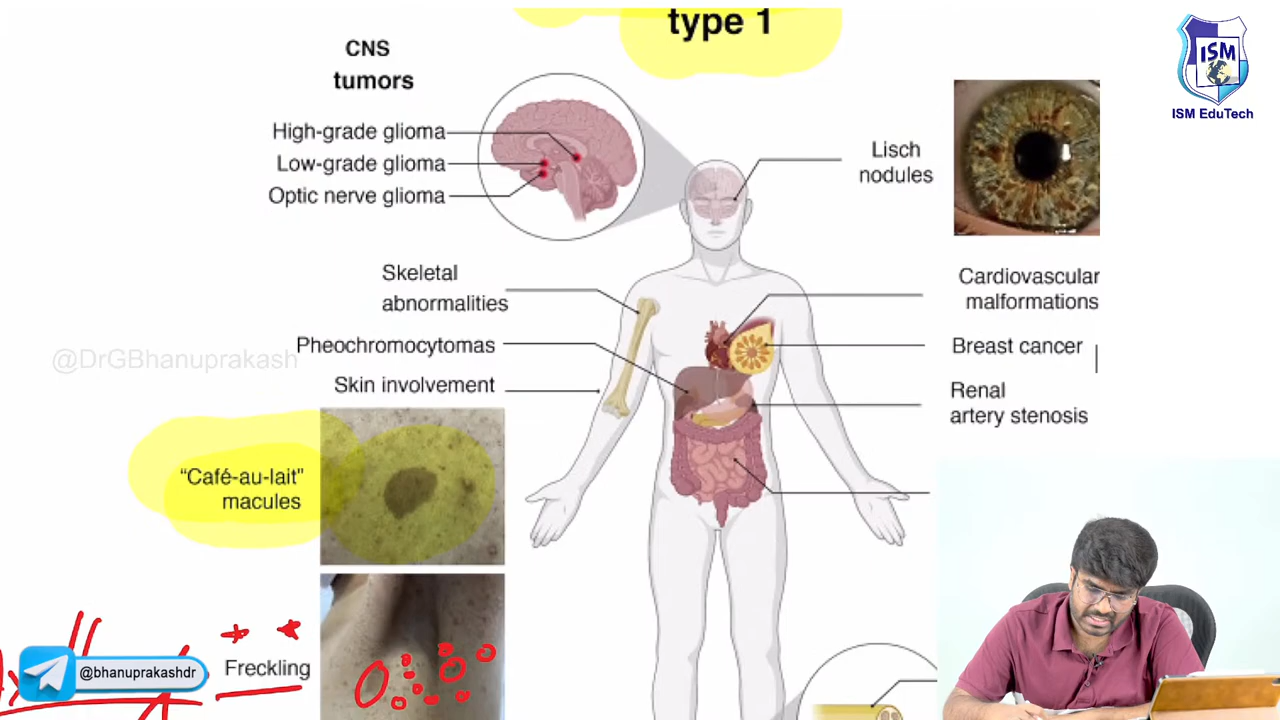 type 1
CNS
tumors
High-grade glioma
Low-grade glioma
Optic nerve glioma
Lisch
nodules
Skeletal
abnormalities
Cardiovascular
malformations
Pheochromocytomas
Breast cancer
Skin involvement
Renal
artery stenosis
"Café-au-lait"
macules
Freckling
@DrGBhanuprakash
@bhanuprakashdr
ISM
ISM EduTech